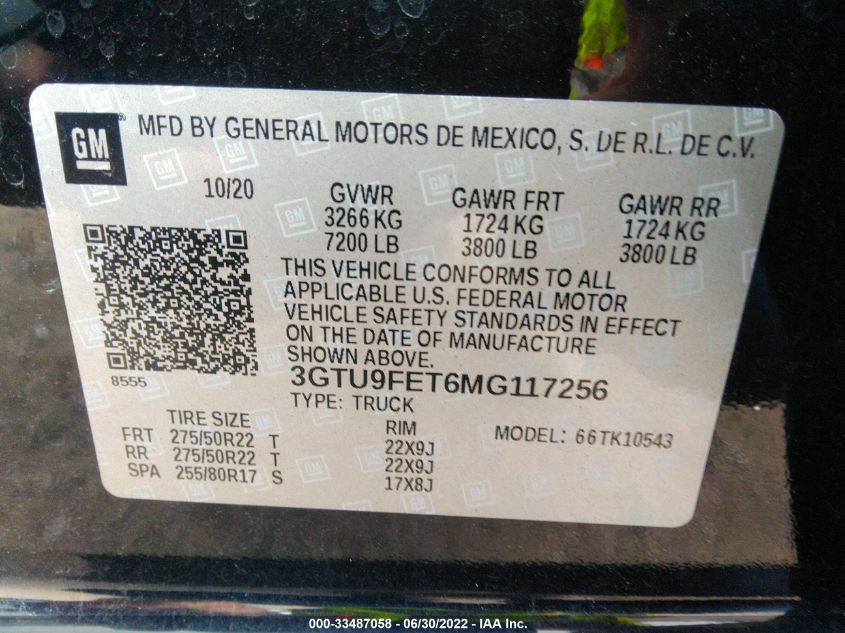 GM
MFD BY GENERAL MOTORS DE MEXICO, S. DE R.L. DE C.V.
10/20 GVWR GAWR FRT GAWR RR
3266 KG 1724 KG 1724 KG
7200 LB 3800 LB 3800 LB
THIS VEHICLE CONFORMS TO ALL
APPLICABLE U.S. FEDERAL MOTOR
VEHICLE SAFETY STANDARDS IN EFFECT
ON THE DATE OF MANUFACTURE
SHOWN ABOVE.
8555
3GTU9FET6MG117256
TYPE: TRUCK
TIRE SIZE RIM MODEL: 66TK10543
FRT 275/50R22 T 22X9J
RR 275/50R22 T 22X9J
SPA 255/80R17 S 17X8J
000-33487058 - 06/30/2022 - IAA Inc.